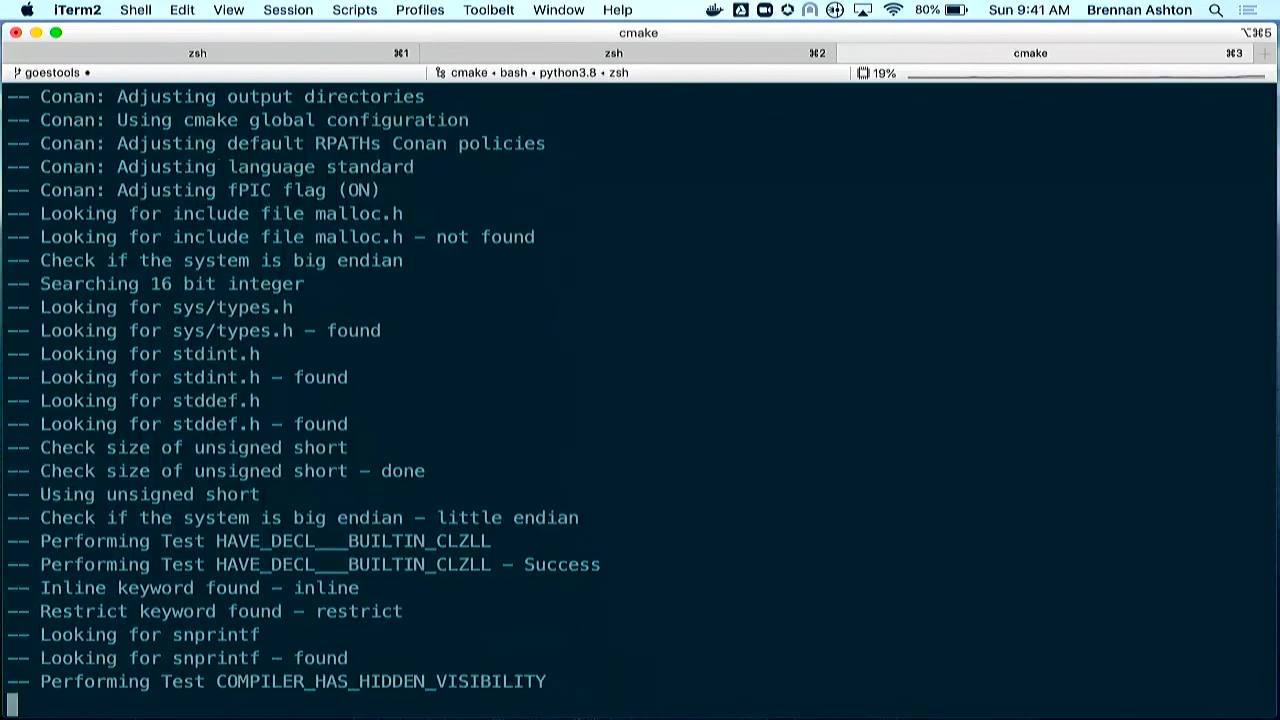 iTerm2 Shell Edit View Session Scripts Profiles Toolbelt Window Help 80% Sun 9:41 AM Brennan Ashton
cmake ⌥⌘5
zsh ⌘1 zsh ⌘2 cmake ⌘3
goestools • cmake • bash • python3.8 • zsh 19%
-- Conan: Adjusting output directories
-- Conan: Using cmake global configuration
-- Conan: Adjusting default RPATHs Conan policies
-- Conan: Adjusting language standard
-- Conan: Adjusting fPIC flag (ON)
-- Looking for include file malloc.h
-- Looking for include file malloc.h - not found
-- Check if the system is big endian
-- Searching 16 bit integer
-- Looking for sys/types.h
-- Looking for sys/types.h - found
-- Looking for stdint.h
-- Looking for stdint.h - found
-- Looking for stddef.h
-- Looking for stddef.h - found
-- Check size of unsigned short
-- Check size of unsigned short - done
-- Using unsigned short
-- Check if the system is big endian - little endian
-- Performing Test HAVE_DECL___BUILTIN_CLZLL
-- Performing Test HAVE_DECL___BUILTIN_CLZLL - Success
-- Inline keyword found - inline
-- Restrict keyword found - restrict
-- Looking for snprintf
-- Looking for snprintf - found
-- Performing Test COMPILER_HAS_HIDDEN_VISIBILITY